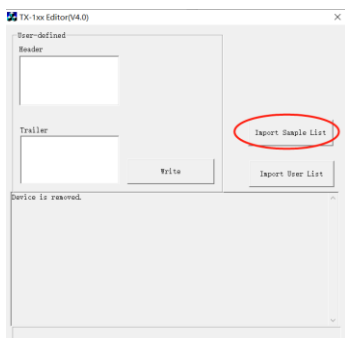 TX-1xx Editor(V4.0)
User-defined
Header
Trailer
Import Sample List
Write
Import User List
Device is removed.